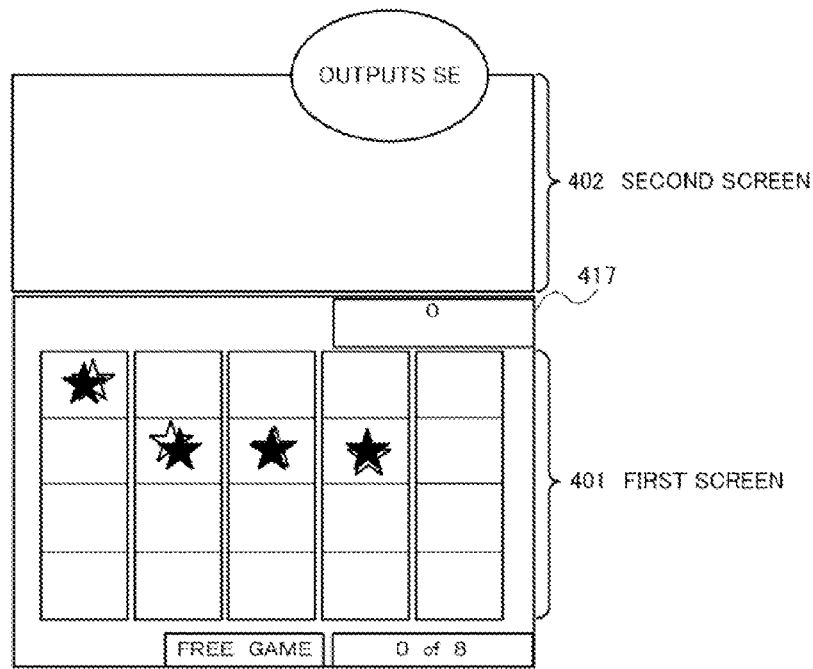 OUTPUTS SE
402 SECOND SCREEN
417
0
401 FIRST SCREEN
FREE GAME
0 of 8